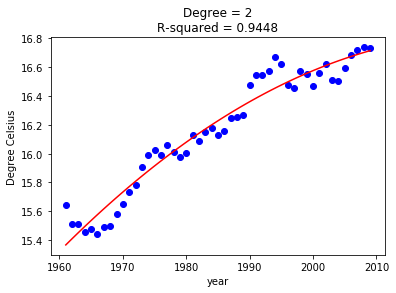 Degree = 2
R-squared = 0.9448
16.8
16.6
16.4
16.2
16.0
15.8
15.6
15.4
Degree Celsius
1960 1970 1980 1990 2000 2010
year